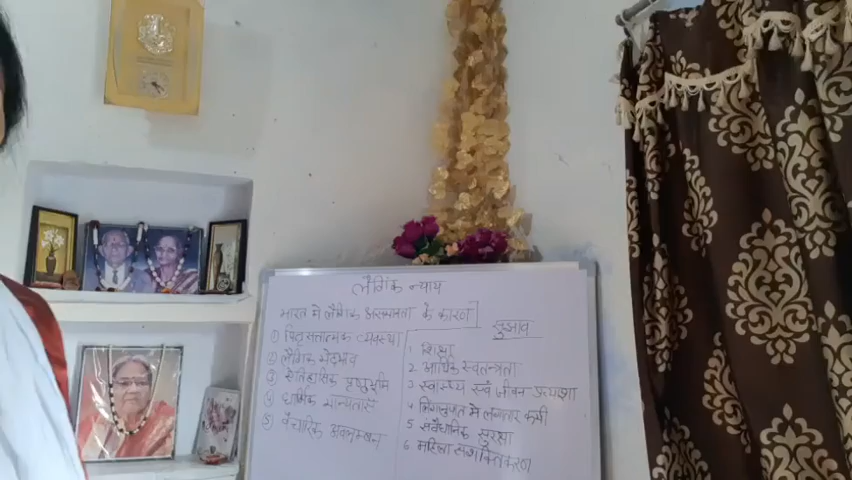 लैंगिक न्याय
भारत में लैंगिक असमानता के कारण
① पितृसत्तात्मक व्यवस्था
② लैंगिक भेदभाव
③ ऐतिहासिक पृष्ठभूमि
④ धार्मिक मान्यताएं
⑤ वैचारिक अवलम्बन
सुझाव
1. शिक्षा
2 आर्थिक स्वतन्त्रता
3 स्वास्थ्य एवं जीवन प्रत्याशा
4 लिंगानुपात में लगातार कमी
5 संवैधानिक सुरक्षा
6 महिला सशक्तिकरण